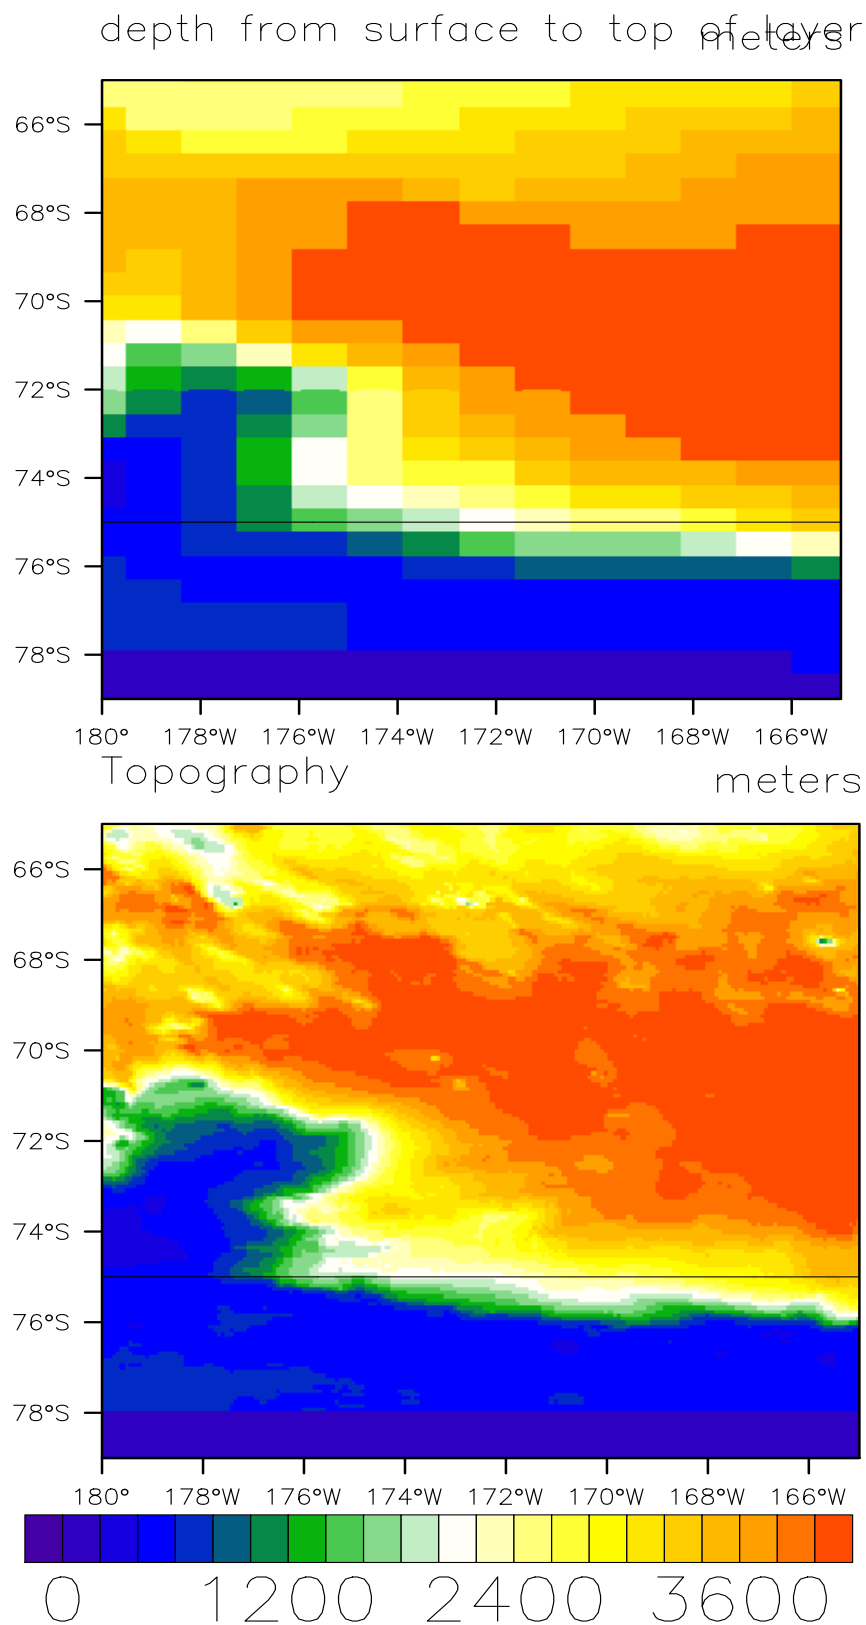 depth from surface to top of layer
meters
66°S
68°S
70°S
72°S
74°S
76°S
78°S
180° 178°W 176°W 174°W 172°W 170°W 168°W 166°W
Topography meters
66°S
68°S
70°S
72°S
74°S
76°S
78°S
180° 178°W 176°W 174°W 172°W 170°W 168°W 166°W
0 1200 2400 3600